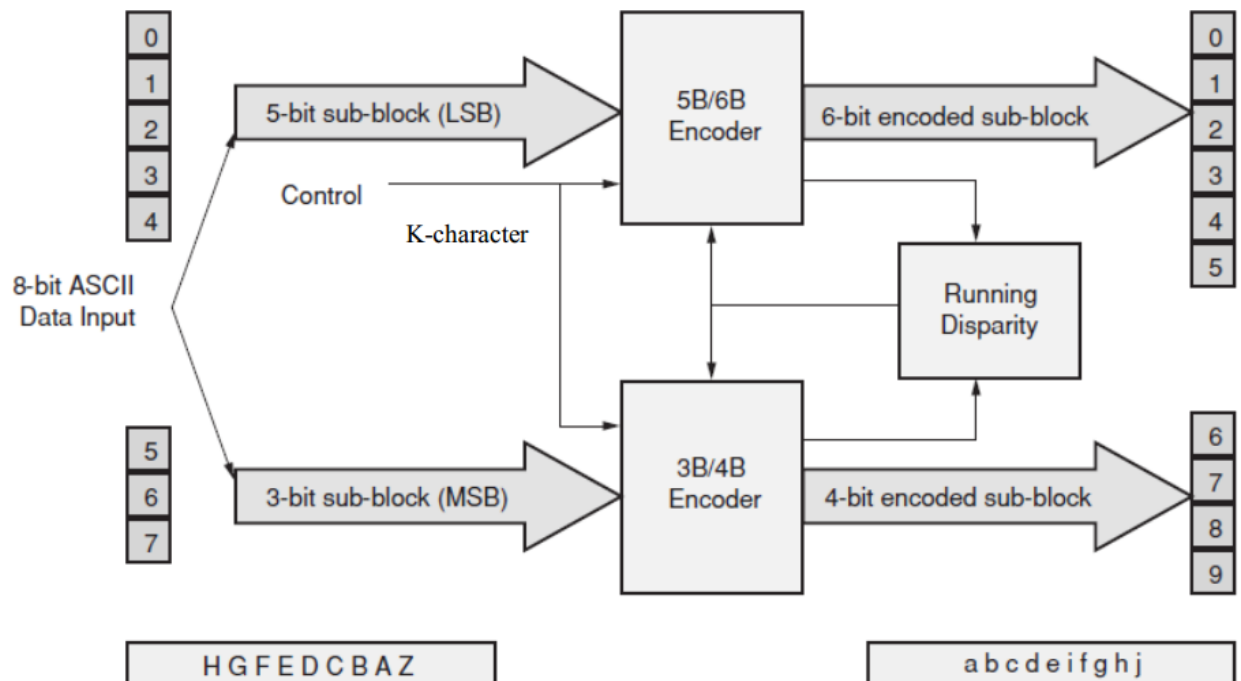 0
1
2
3
4
5-bit sub-block (LSB)
5B/6B
Encoder
6-bit encoded sub-block
0
1
2
3
4
5
Control
K-character
8-bit ASCII
Data Input
Running
Disparity
5
6
7
3-bit sub-block (MSB)
3B/4B
Encoder
4-bit encoded sub-block
6
7
8
9
H G F E D C B A Z
a b c d e i f g h j